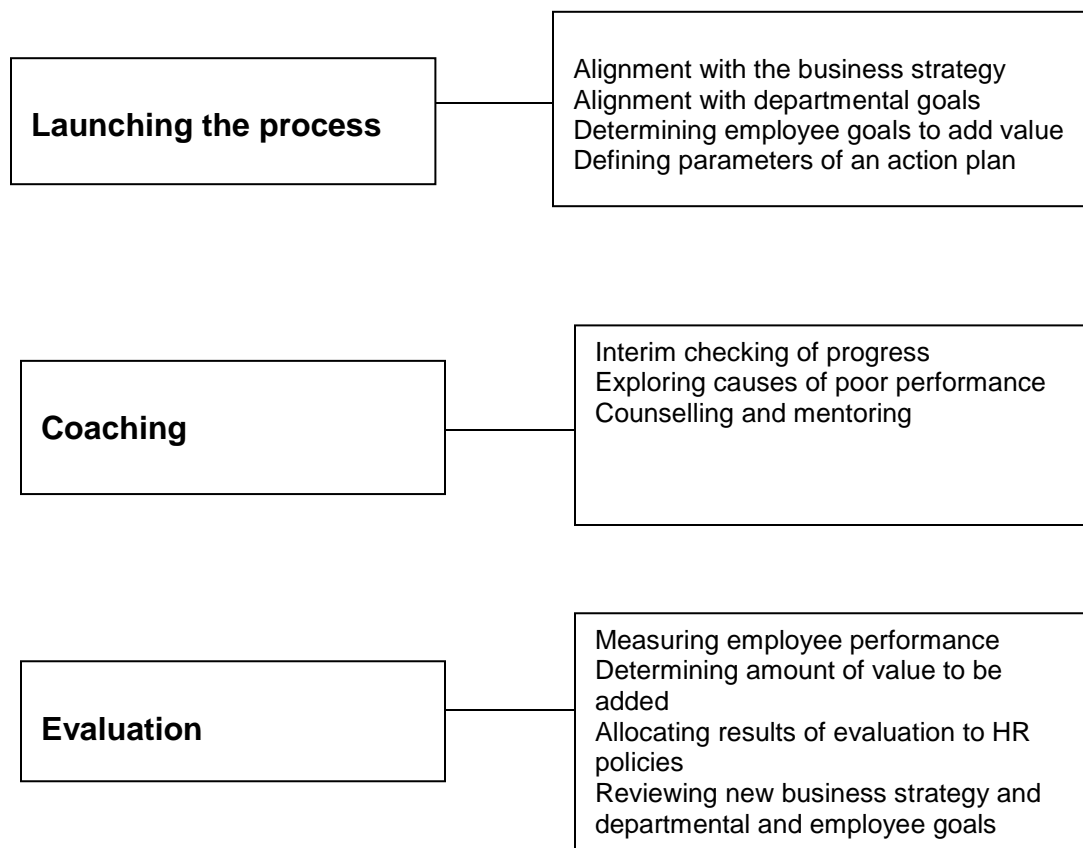 Launching the process
Alignment with the business strategy
Alignment with departmental goals
Determining employee goals to add value
Defining parameters of an action plan
Coaching
Interim checking of progress
Exploring causes of poor performance
Counselling and mentoring
Evaluation
Measuring employee performance
Determining amount of value to be
added
Allocating results of evaluation to HR
policies
Reviewing new business strategy and
departmental and employee goals